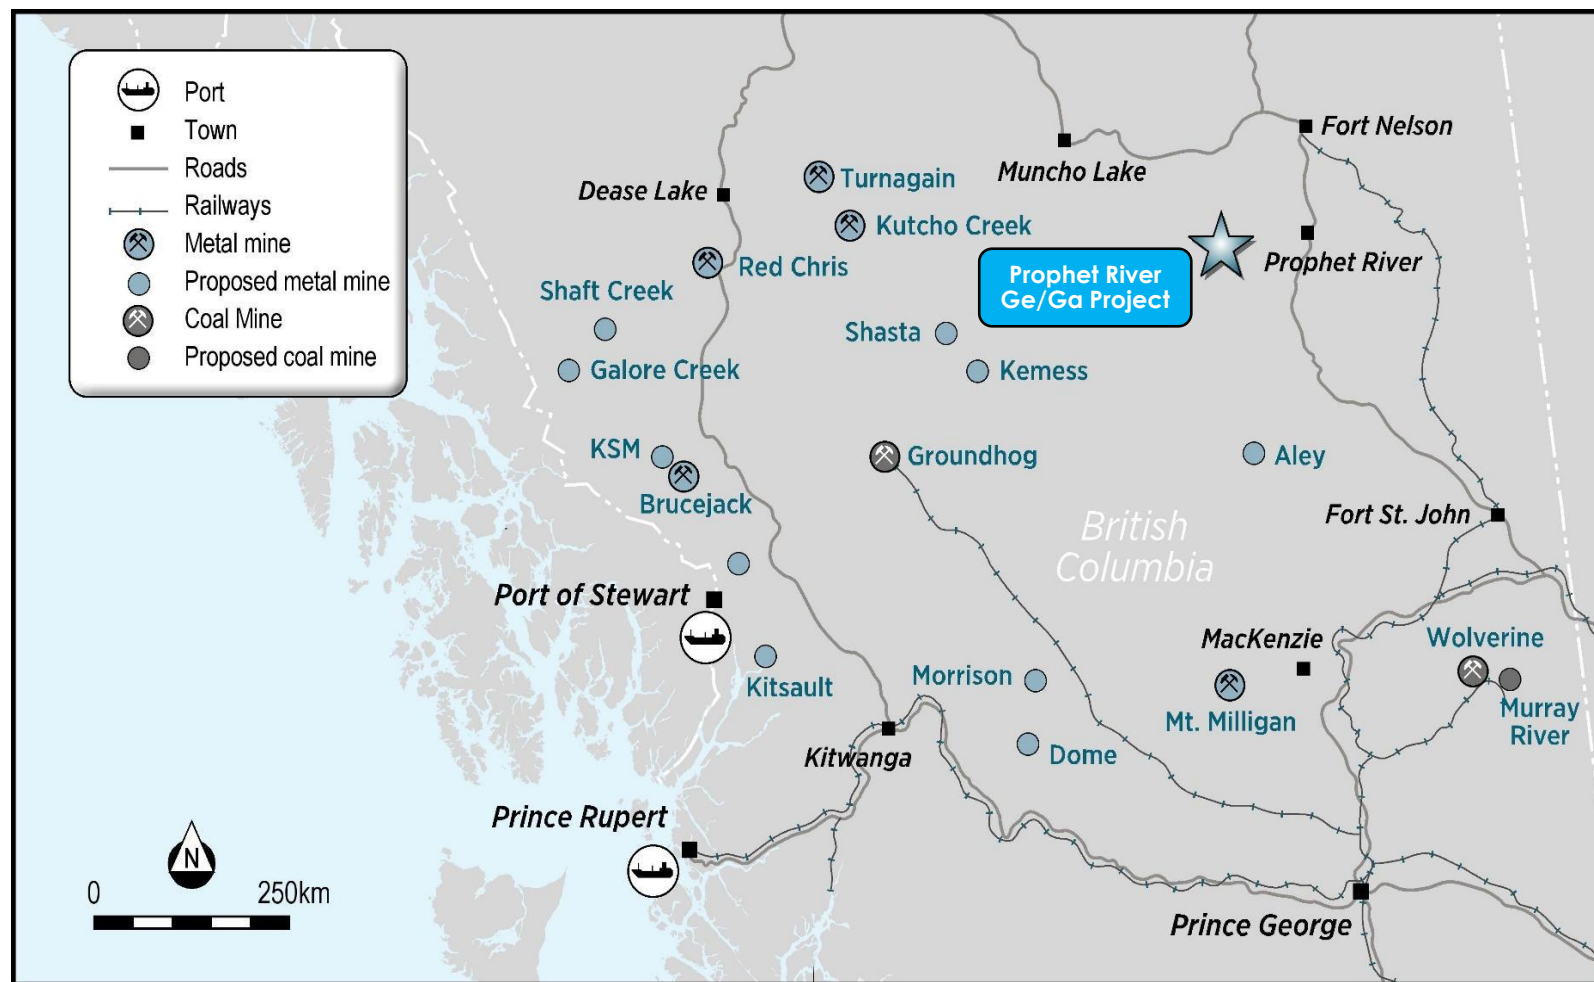 Port
Town
Roads
Railways
Metal mine
Proposed metal mine
Coal Mine
Proposed coal mine
Fort Nelson
Muncho Lake
Dease Lake
Turnagain
Kutcho Creek
Prophet River
Red Chris
Prophet River
Ge/Ga Project
Shaft Creek
Shasta
Galore Creek
Kemess
KSM
Groundhog
Aley
Brucejack
Fort St. John
British
Columbia
Port of Stewart
MacKenzie
Wolverine
Kitsault
Morrison
Mt. Milligan
Murray
River
Kitwanga
Dome
Prince Rupert
N
0
250km
Prince George